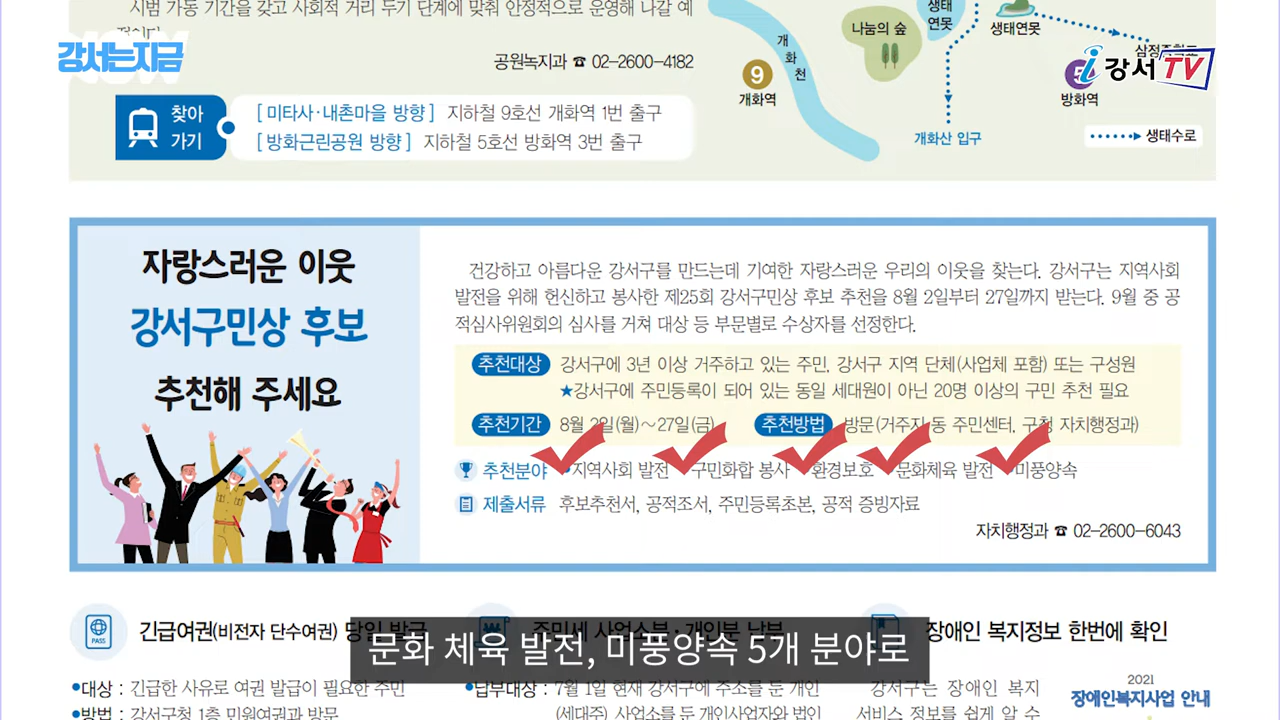 시범 가동 기간을 갖고 사회적 거리 두기 단계에 맞춰 안정적으로 운영해 나갈 예
강서는지금
NOW
공원녹지과 ☎ 02-2600-4182
찾아
가기
[ 미타사·내촌마을 방향 ] 지하철 9호선 개화역 1번 출구
[ 방화근린공원 방향 ] 지하철 5호선 방화역 3번 출구
나눔의 숲
생태
연못
생태연못
개화천
9
개화역
5
방화역
i 강서 TV
개화산 입구
생태수로
자랑스러운 이웃
강서구민상 후보
추천해 주세요
건강하고 아름다운 강서구를 만드는데 기여한 자랑스러운 우리의 이웃을 찾는다. 강서구는 지역사회
발전을 위해 헌신하고 봉사한 제25회 강서구민상 후보 추천을 8월 2일부터 27일까지 받는다. 9월 중 공
적심사위원회의 심사를 거쳐 대상 등 부문별로 수상자를 선정한다.
추천대상 강서구에 3년 이상 거주하고 있는 주민, 강서구 지역 단체(사업체 포함) 또는 구성원
★강서구에 주민등록이 되어 있는 동일 세대원이 아닌 20명 이상의 구민 추천 필요
추천기간 8월 2일(월)~27일(금) 추천방법 방문(거주지 동 주민센터, 구청 자치행정과)
추천분야 지역사회 발전 구민화합 봉사 환경보호 문화체육 발전 미풍양속
제출서류 후보추천서, 공적조서, 주민등록초본, 공적 증빙자료
자치행정과 ☎ 02-2600-6043
PASS
긴급여권(비전자 단수여권) 당일 발급
주민세 사업소분·개인분 납부
장애인 복지정보 한번에 확인
문화 체육 발전, 미풍양속 5개 분야로
•대상 : 긴급한 사유로 여권 발급이 필요한 주민
•방법 : 강서구청 1층 민원여권과 방문
•납부대상 : 7월 1일 현재 강서구에 주소를 둔 개인
(세대주) 사업소를 둔 개인사업자와 법인
강서구는 장애인 복지
서비스 정보를 쉽게 알 수
2021
장애인복지사업 안내